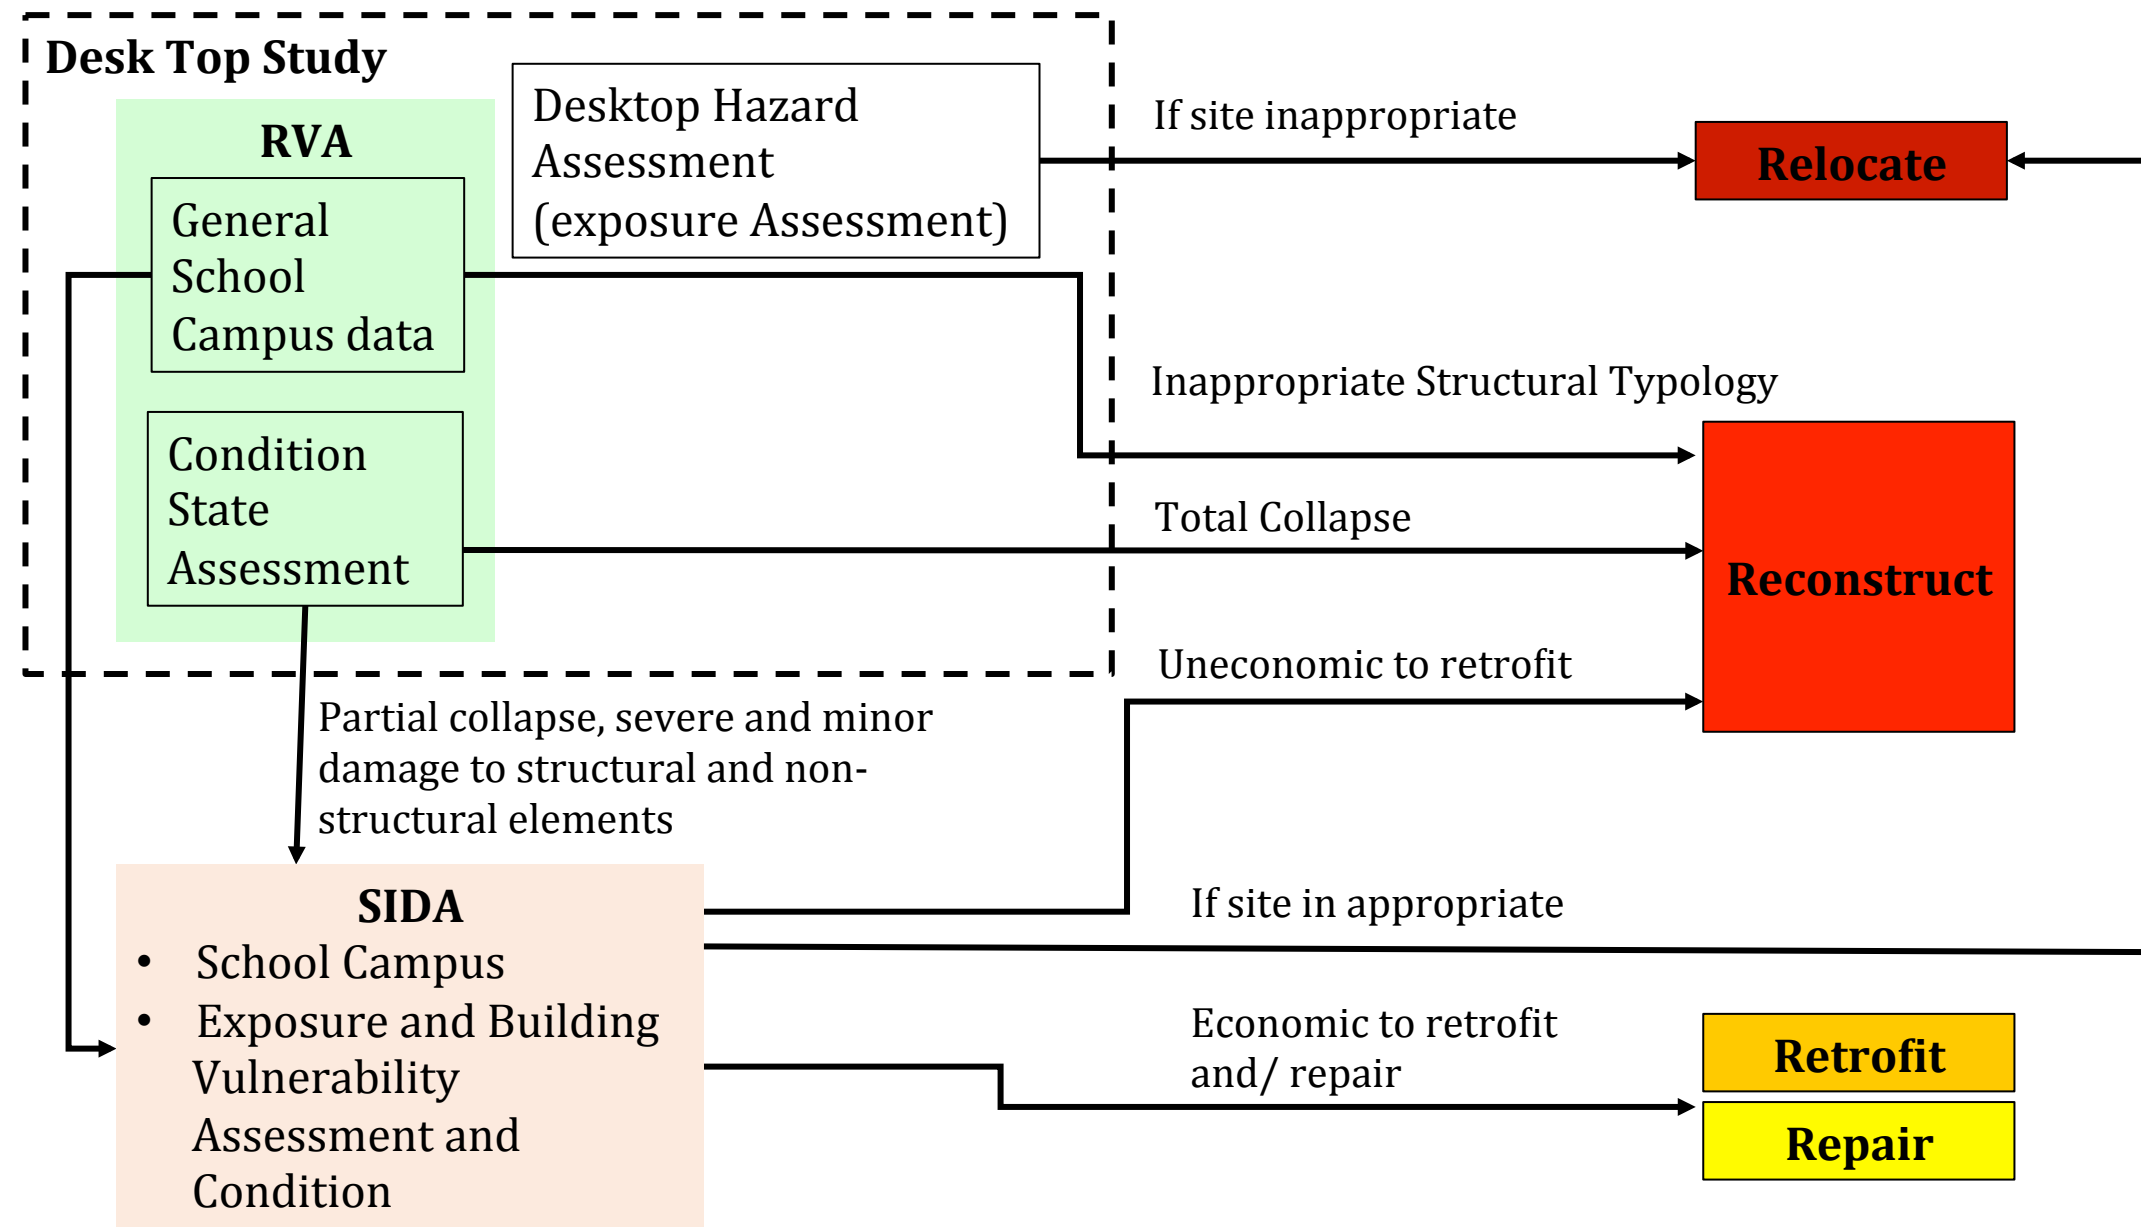 Desk Top Study
RVA
General
School
Campus data
Condition
State
Assessment
Desktop Hazard
Assessment
(exposure Assessment)
If site inappropriate
Relocate
Inappropriate Structural Typology
Total Collapse
Reconstruct
Uneconomic to retrofit
Partial collapse, severe and minor
damage to structural and non-
structural elements
SIDA
• School Campus
• Exposure and Building
Vulnerability
Assessment and
Condition
If site in appropriate
Economic to retrofit
and/ repair
Retrofit
Repair